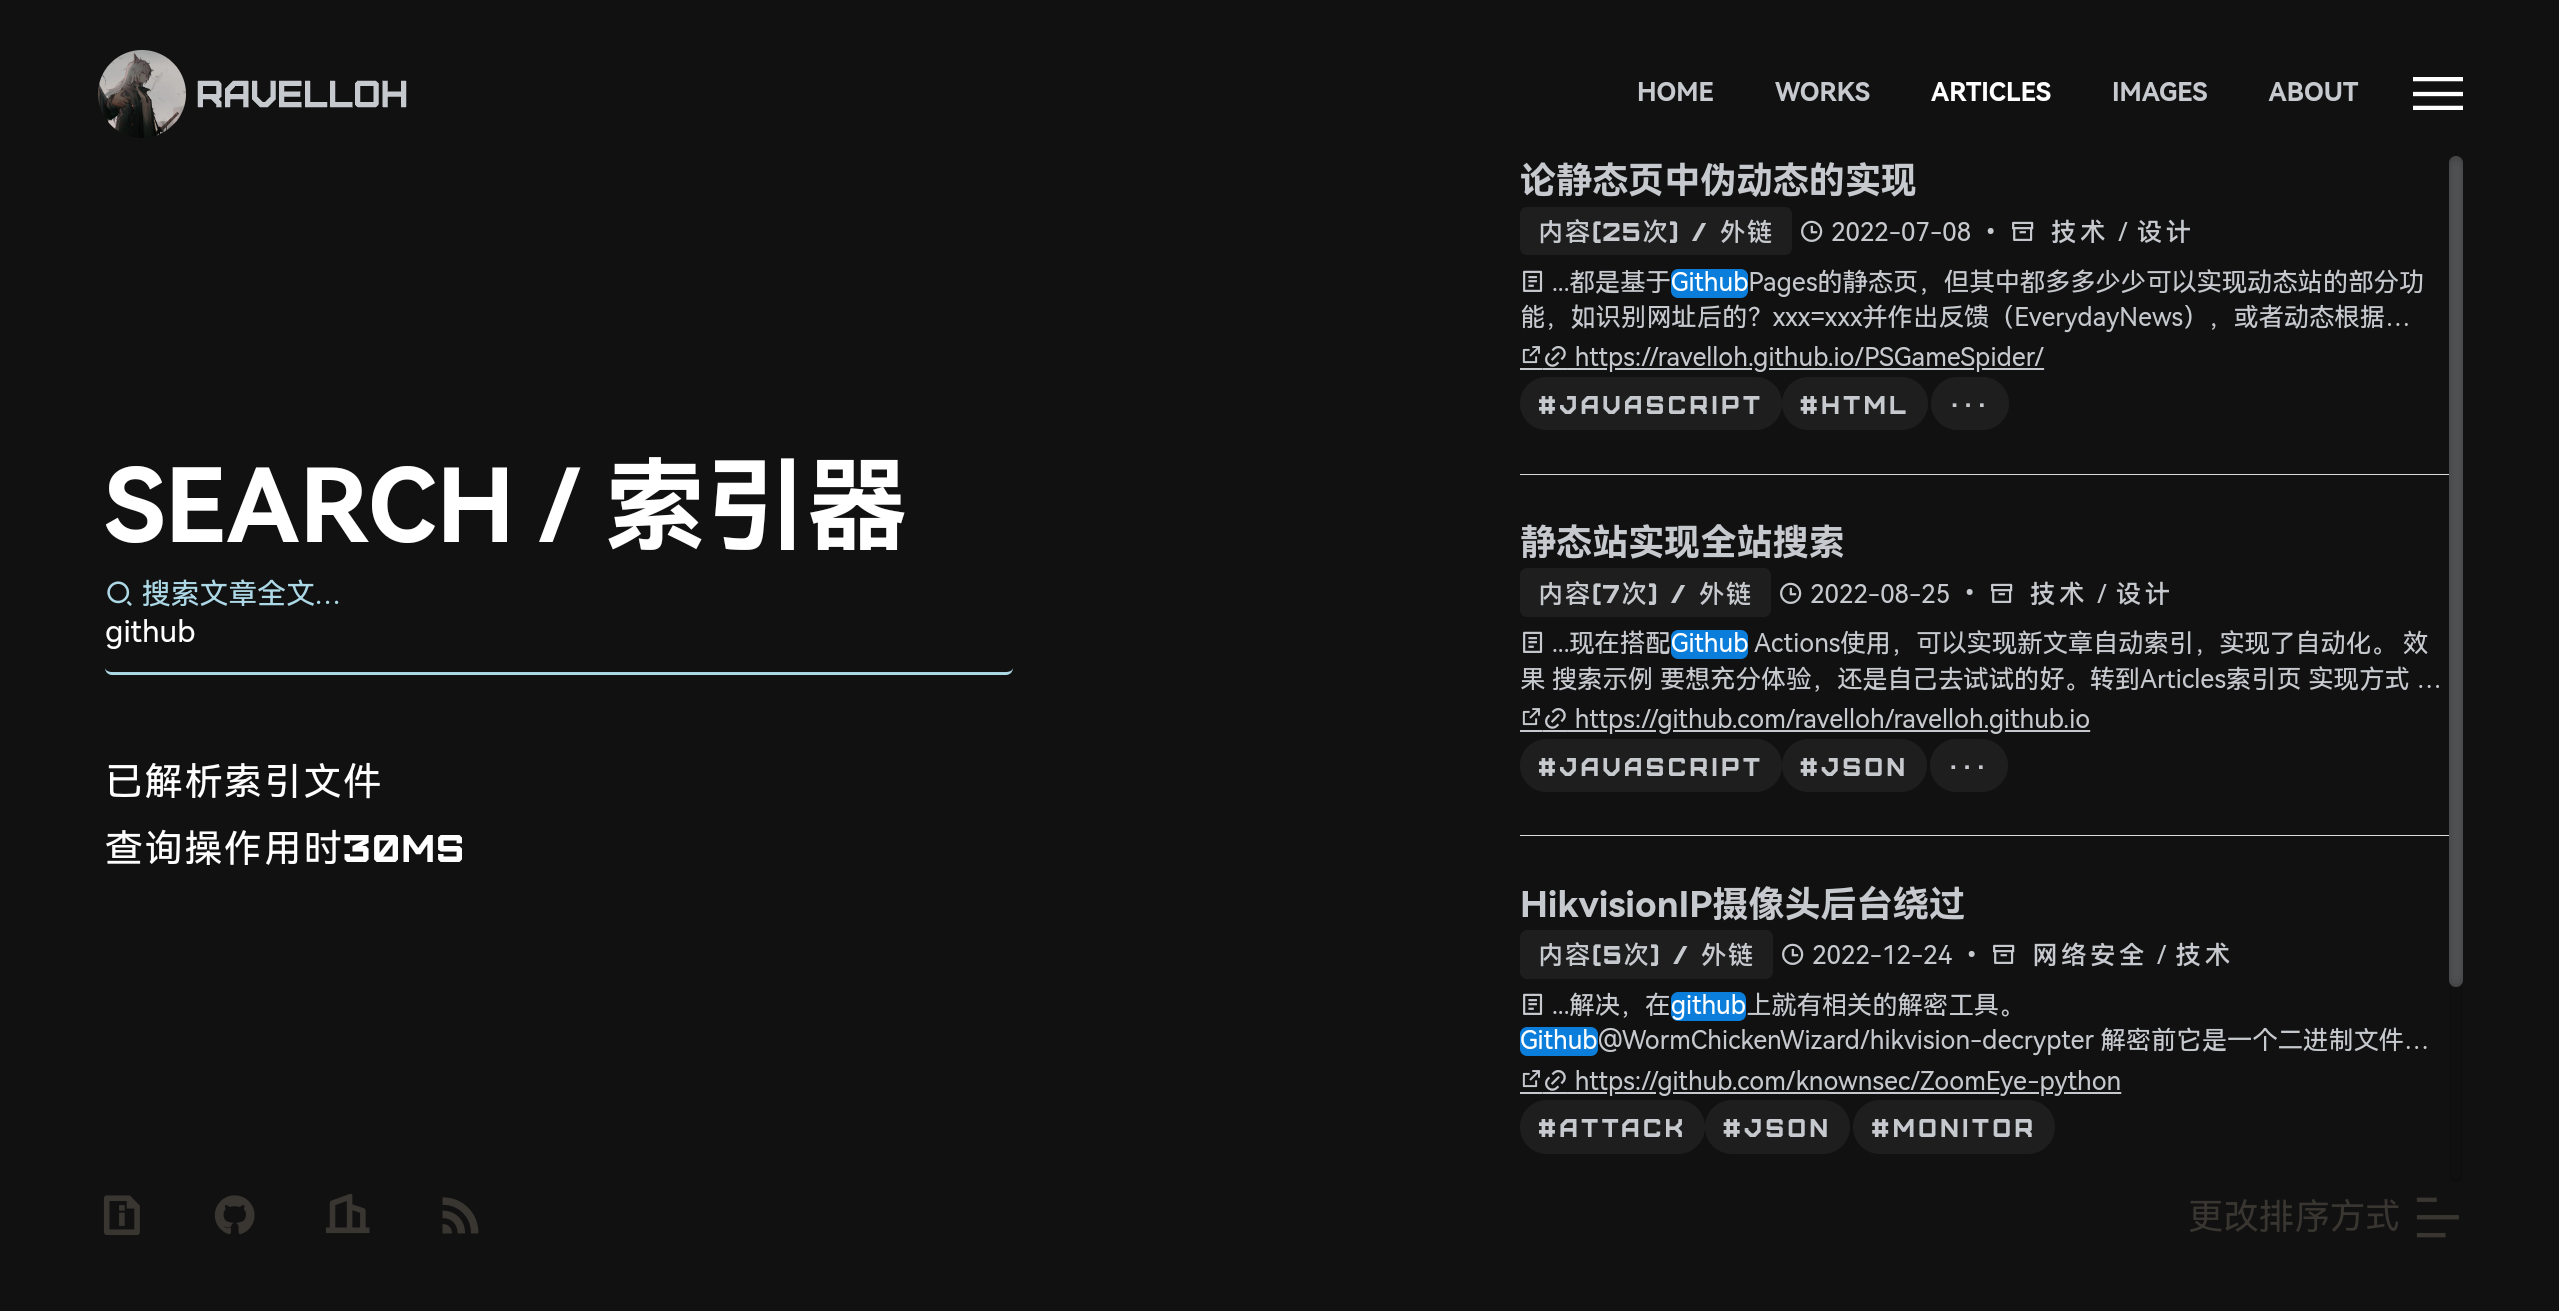 RAVELLOH
HOME WORKS ARTICLES IMAGES ABOUT
SEARCH / 索引器
搜索文章全文...
github
已解析索引文件
查询操作用时30MS
论静态页中伪动态的实现
内容[25次] / 外链 2022-07-08 • 技术 / 设计
...都是基于GithubPages的静态页，但其中都多多少少可以实现动态站的部分功
能，如识别网址后的？xxx=xxx并作出反馈（EverydayNews），或者动态根据...
https://ravelloh.github.io/PSGameSpider/
#JAVASCRIPT #HTML ···
静态站实现全站搜索
内容[7次] / 外链 2022-08-25 • 技术 / 设计
...现在搭配Github Actions使用，可以实现新文章自动索引，实现了自动化。 效
果 搜索示例 要想充分体验，还是自己去试试的好。转到Articles索引页 实现方式 ...
https://github.com/ravelloh/ravelloh.github.io
#JAVASCRIPT #JSON ···
HikvisionIP摄像头后台绕过
内容[5次] / 外链 2022-12-24 • 网络安全 / 技术
...解决，在github上就有相关的解密工具。
Github@WormChickenWizard/hikvision-decrypter 解密前它是一个二进制文件...
https://github.com/knownsec/ZoomEye-python
#ATTACK #JSON #MONITOR
更改排序方式